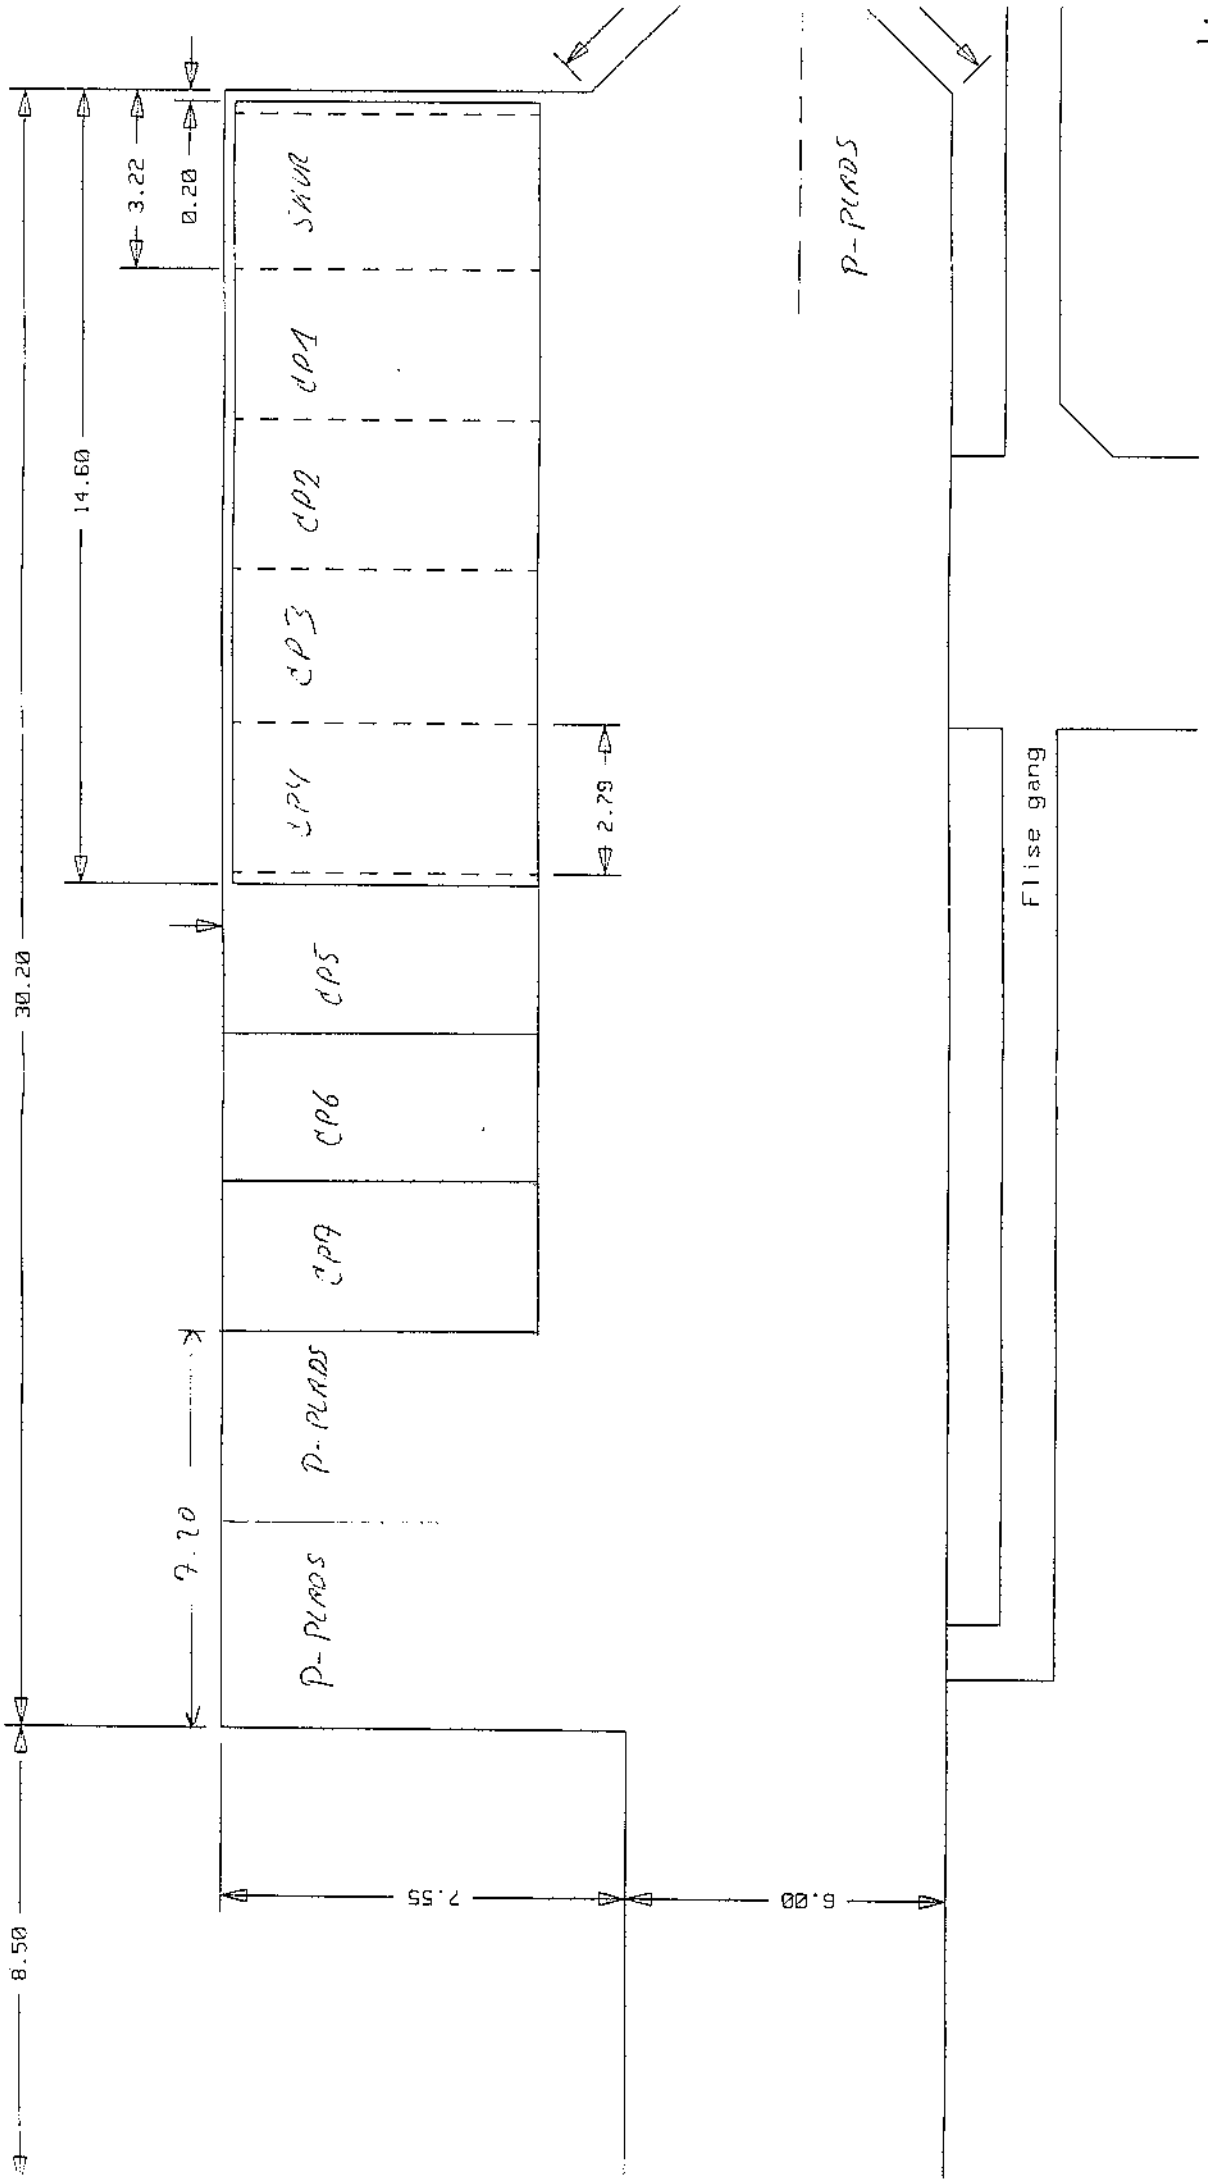 8.50
30.20
14.60
3.22
0.20
SKUR
CP1
CP2
CP3
CP4
2.79
CP5
CP6
CP7
7.20
P-PLADS
P-PLADS
P-PLADS
7.55
6.00
Flise gang